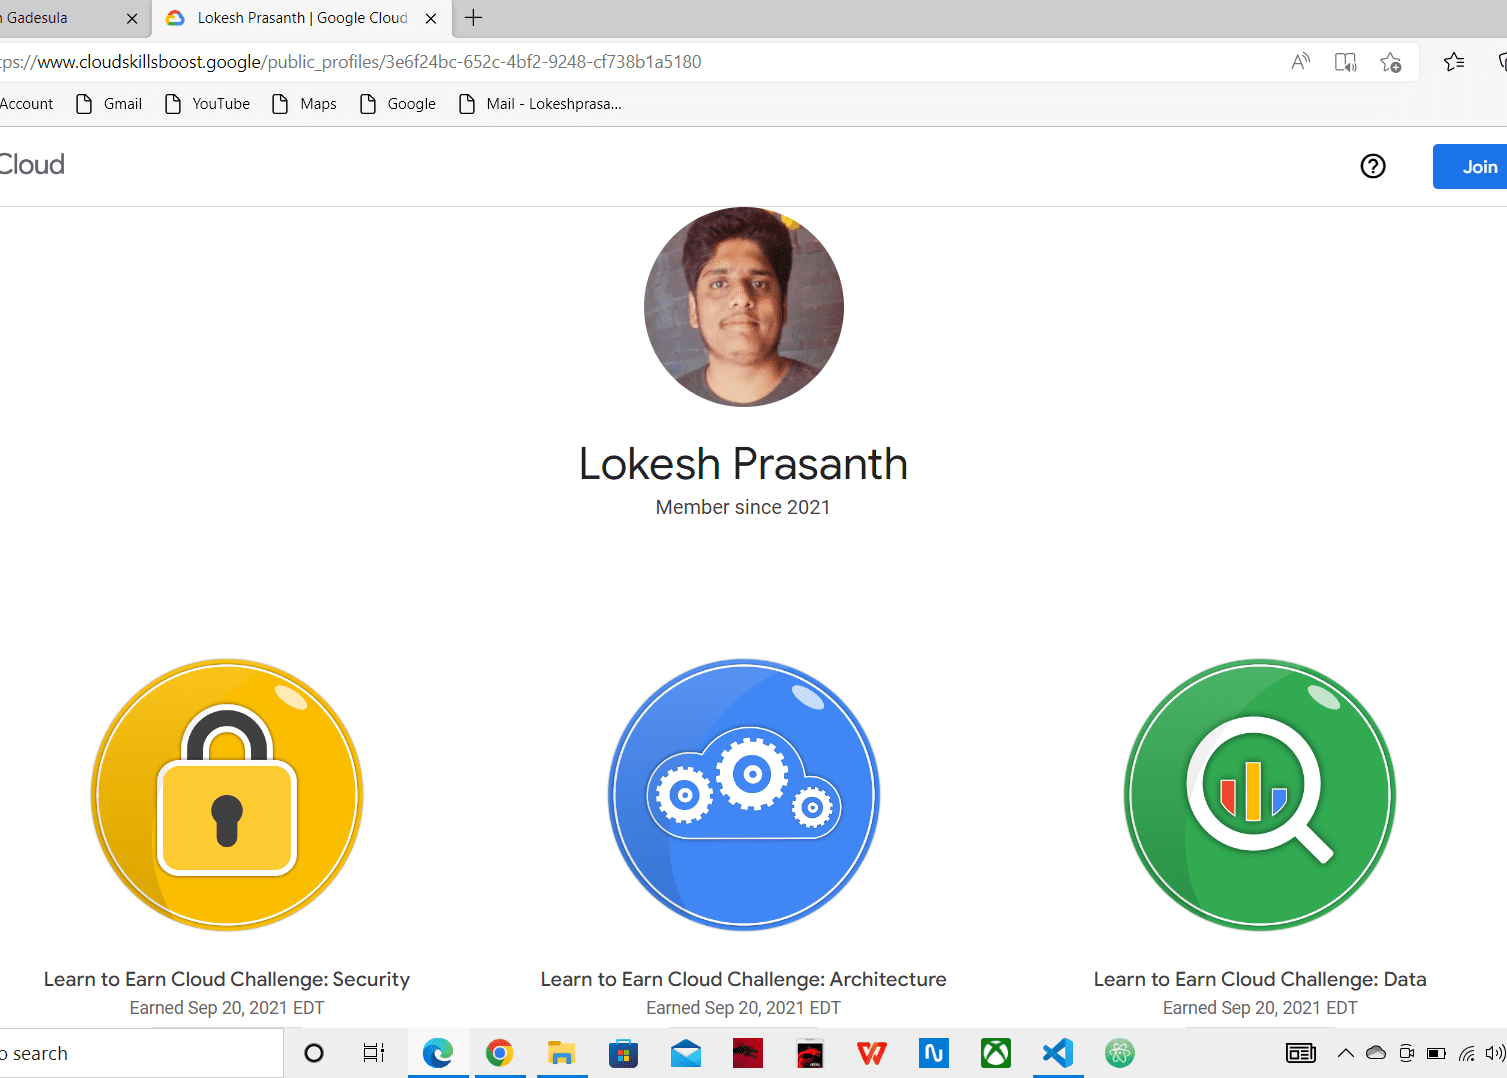 Gadesula
Lokesh Prasanth | Google Cloud
https://www.cloudskillsboost.google/public_profiles/3e6f24bc-652c-4bf2-9248-cf738b1a5180
Account Gmail YouTube Maps Google Mail - Lokeshprasa...
Cloud
Join
Lokesh Prasanth
Member since 2021
Learn to Earn Cloud Challenge: Security
Earned Sep 20, 2021 EDT
Learn to Earn Cloud Challenge: Architecture
Earned Sep 20, 2021 EDT
Learn to Earn Cloud Challenge: Data
Earned Sep 20, 2021 EDT
o search